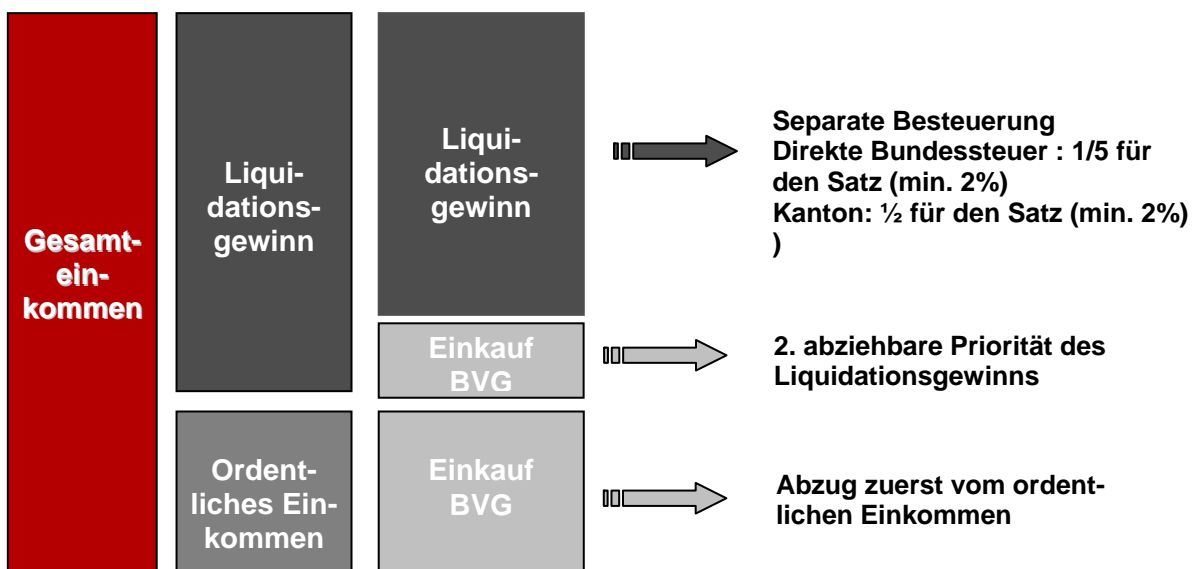 Gesamt-
ein-
kommen
Liqui-
dations-
gewinn
Ordent-
liches Ein-
kommen
Liqui-
dations-
gewinn
Einkauf
BVG
Einkauf
BVG
Separate Besteuerung
Direkte Bundessteuer : 1/5 für
den Satz (min. 2%)
Kanton: ½ für den Satz (min. 2%)
)
2. abziehbare Priorität des
Liquidationsgewinns
Abzug zuerst vom ordent-
lichen Einkommen